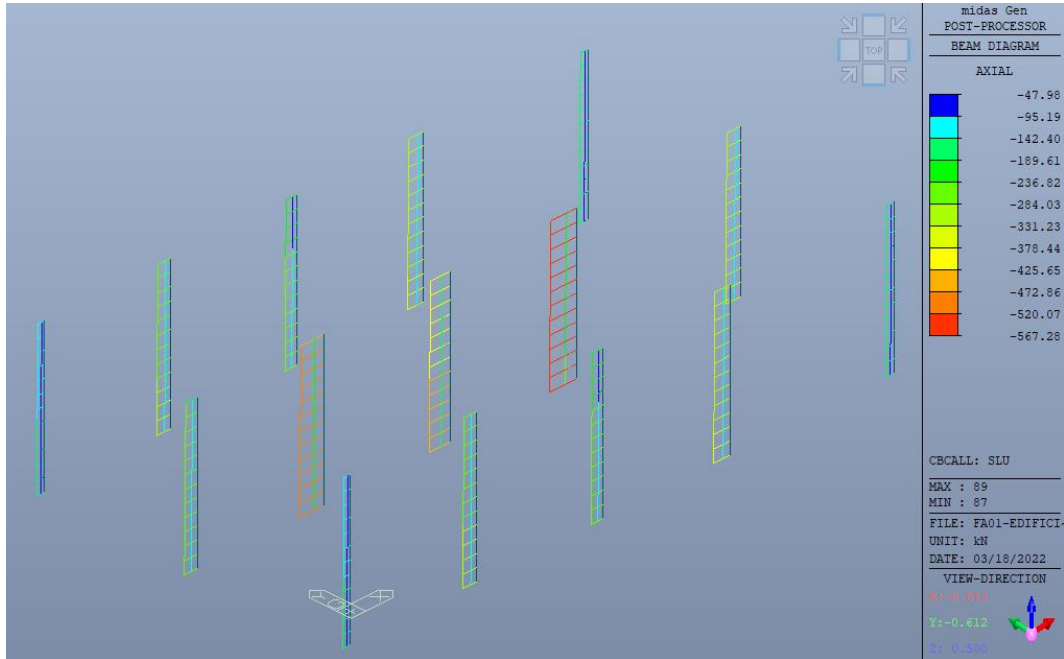 TOP
midas Gen
POST-PROCESSOR
BEAM DIAGRAM
AXIAL
-47.98
-95.19
-142.40
-189.61
-236.82
-284.03
-331.23
-378.44
-425.65
-472.86
-520.07
-567.28
CBCALL: SLU
MAX : 89
MIN : 87
FILE: FA01-EDIFICI-
UNIT: kN
DATE: 03/18/2022
VIEW-DIRECTION
X:-0.612
Y:-0.612
Z: 0.500